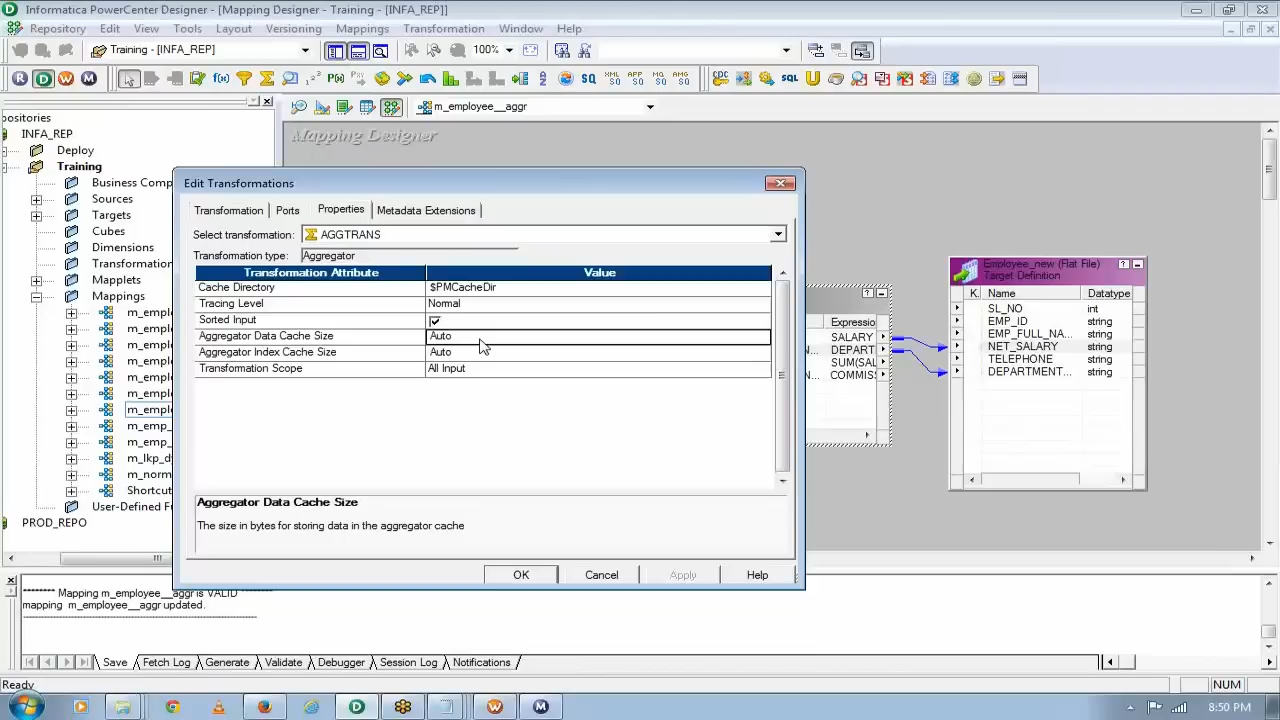 Informatica PowerCenter Designer - [Mapping Designer - Training - [INFA_REP]]
Repository Edit View Tools Layout Versioning Mappings Transformation Window Help
Training - [INFA_REP] 100%
m_employee__aggr
ositories
INFA_REP
Deploy
Training
Business Comp
Sources
Targets
Cubes
Dimensions
Transformation
Mapplets
Mappings
m_empl
m_empl
m_empl
m_empl
m_empl
m_empl
m_empl
m_emp_
m_emp_
m_lkp_d
m_norm
Shortcut
User-Defined F
PROD_REPO
Mapping Designer
Edit Transformations
Transformation Ports Properties Metadata Extensions
Select transformation: AGGTRANS
Transformation type: Aggregator
Transformation Attribute Value
Cache Directory $PMCacheDir
Tracing Level Normal
Sorted Input
Aggregator Data Cache Size Auto
Aggregator Index Cache Size Auto
Transformation Scope All Input
Aggregator Data Cache Size
The size in bytes for storing data in the aggregator cache
OK Cancel Apply Help
Expressio
SALARY
DEPART
SUM(SAL
COMMIS
Employee_new (Flat File)
Target Definition
K. Name Datatype
SL_NO int
EMP_ID string
EMP_FULL_NA... string
NET_SALARY string
TELEPHONE string
DEPARTMENT... string
-------- Mapping m_employee__aggr is VALID --------
mapping m_employee__aggr updated.
Save Fetch Log Generate Validate Debugger Session Log Notifications
Ready NUM
8:50 PM